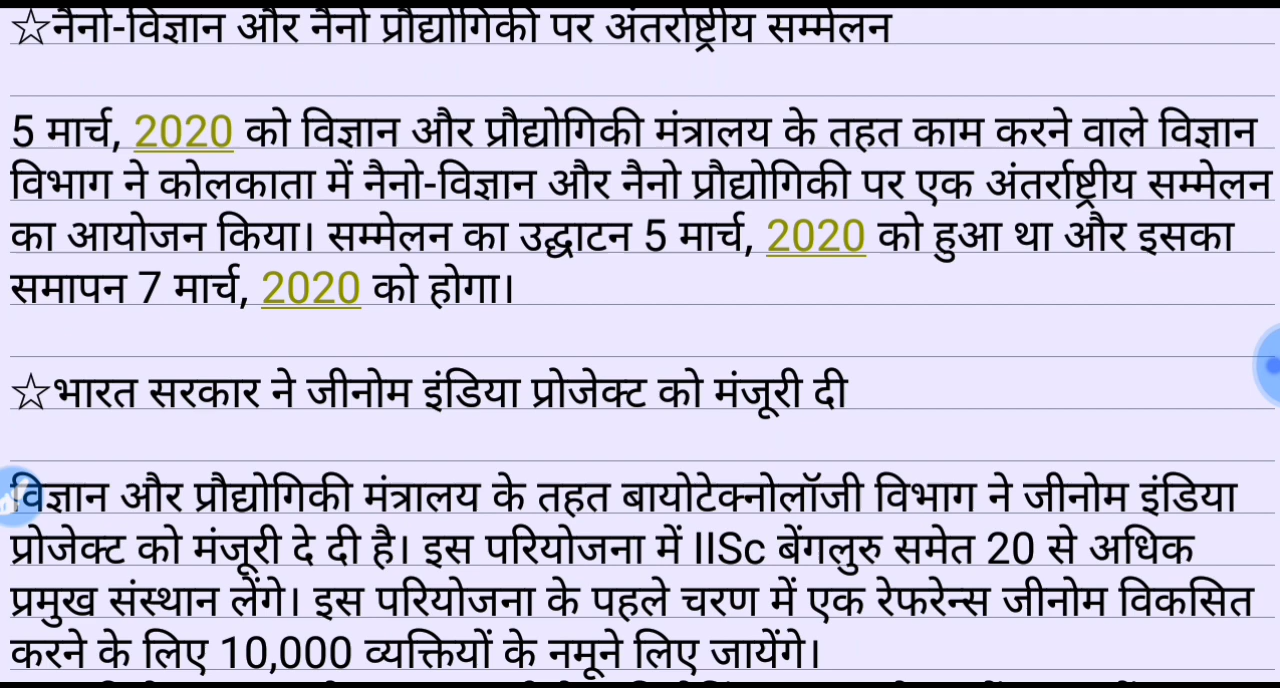 ☆नैनो-विज्ञान और नैनो प्रौद्योगिकी पर अंतर्राष्ट्रीय सम्मेलन
5 मार्च, 2020 को विज्ञान और प्रौद्योगिकी मंत्रालय के तहत काम करने वाले विज्ञान
विभाग ने कोलकाता में नैनो-विज्ञान और नैनो प्रौद्योगिकी पर एक अंतर्राष्ट्रीय सम्मेलन
का आयोजन किया। सम्मेलन का उद्घाटन 5 मार्च, 2020 को हुआ था और इसका
समापन 7 मार्च, 2020 को होगा।
☆भारत सरकार ने जीनोम इंडिया प्रोजेक्ट को मंजूरी दी
विज्ञान और प्रौद्योगिकी मंत्रालय के तहत बायोटेक्नोलॉजी विभाग ने जीनोम इंडिया
प्रोजेक्ट को मंजूरी दे दी है। इस परियोजना में IISc बेंगलुरु समेत 20 से अधिक
प्रमुख संस्थान लेंगे। इस परियोजना के पहले चरण में एक रेफरेन्स जीनोम विकसित
करने के लिए 10,000 व्यक्तियों के नमूने लिए जायेंगे।